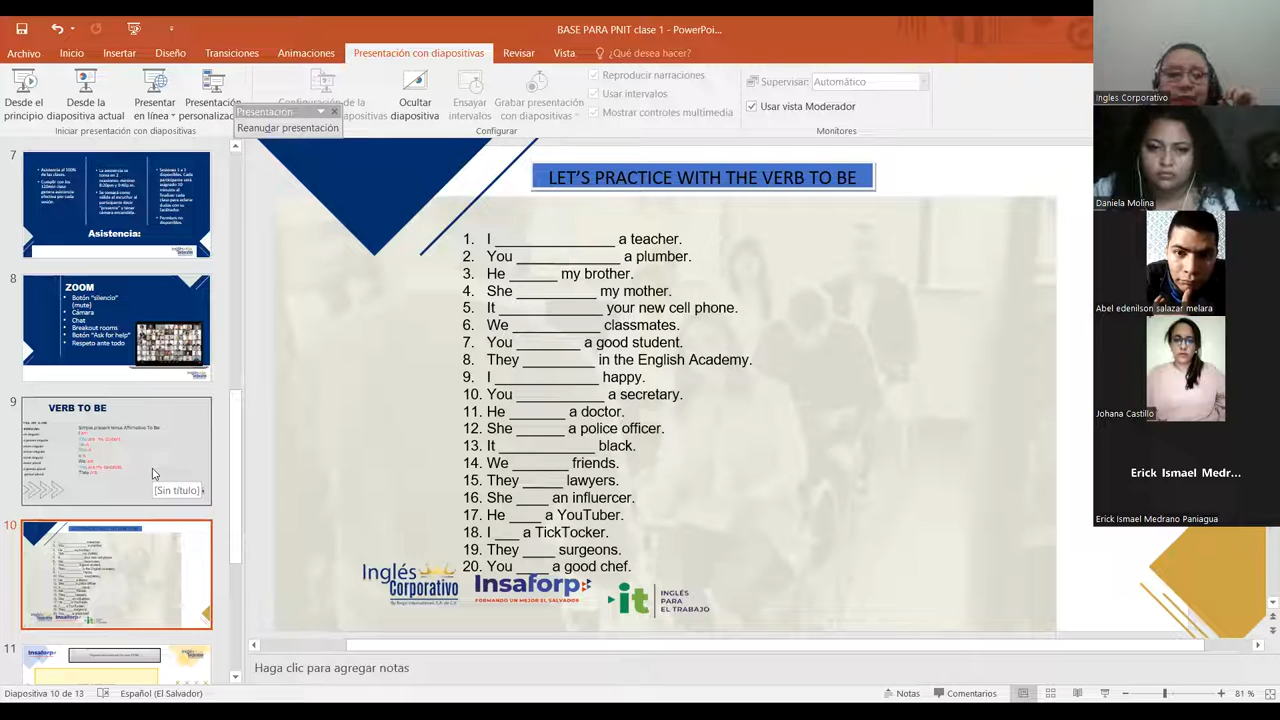 BASE PARA PNIT clase 1 - PowerPoi...
Archivo Inicio Insertar Diseño Transiciones Animaciones Presentación con diapositivas Revisar Vista ¿Qué desea hacer?
Desde el principio
Desde la diapositiva actual
Presentar en línea
Presentación personaliza
Configuración de la
apositivas
Ocultar diapositiva
Ensayar intervalos
Grabar presentación con diapositivas
Reproducir narraciones
Usar intervalos
Mostrar controles multimedia
Supervisar: Automático
Usar vista Moderador
Iniciar presentación con diapositivas
Configurar
Monitores
Presentación
Reanudar presentación
7
Asistencia:
8
ZOOM
Botón "silencio" (mute)
Cámara
Chat
Breakout rooms
Botón "Ask for help"
Respeto ante todo
9
VERB TO BE
[Sin título]
10
11
Insaforp
LET'S PRACTICE WITH THE VERB TO BE
1. I ______________ a teacher.
2. You _____________ a plumber.
3. He ______ my brother.
4. She __________ my mother.
5. It _____________ your new cell phone.
6. We ___________ classmates.
7. You ________ a good student.
8. They _________ in the English Academy.
9. I _____________ happy.
10. You ___________ a secretary.
11. He _______ a doctor.
12. She ______ a police officer.
13. It ____________ black.
14. We _______ friends.
15. They _____ lawyers.
16. She ____ an influencer.
17. He ____ a YouTuber.
18. I ___ a TickTocker.
19. They ____ surgeons.
20. You ____ a good chef.
Inglés Corporativo
Insaforp
FORMANDO UN MEJOR EL SALVADOR
it
INGLÉS PARA EL TRABAJO
Haga clic para agregar notas
Diapositiva 10 de 13 Español (El Salvador) Notas Comentarios 81 %
Ingles Corporativo
Daniela Molina
Abel edenilson salazar melara
Johana Castillo
Erick Ismael Medr...
Erick Ismael Medrano Paniagua